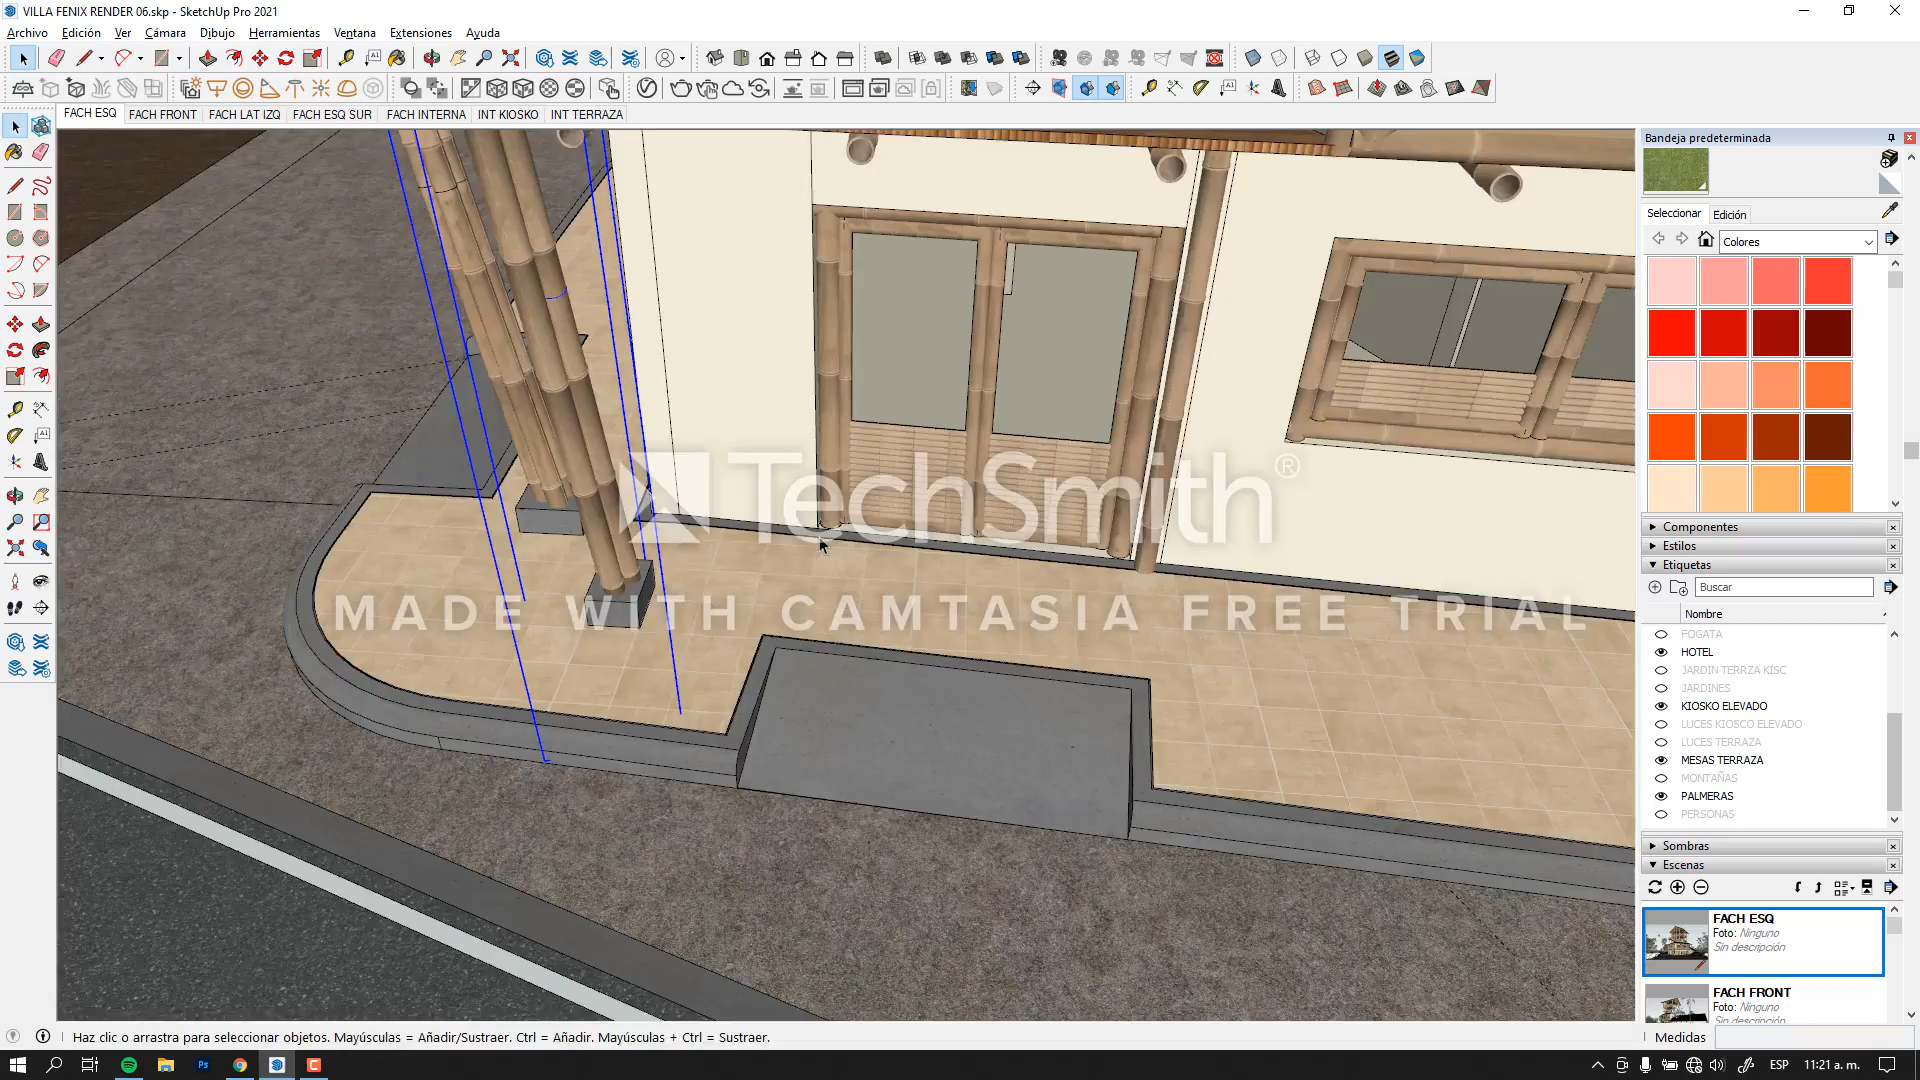 VILLA FENIX RENDER 06.skp - SketchUp Pro 2021
Archivo Edición Ver Cámara Dibujo Herramientas Ventana Extensiones Ayuda
FACH ESQ FACH FRONT FACH LAT IZQ FACH ESQ SUR FACH INTERNA INT KIOSKO INT TERRAZA
Bandeja predeterminada
Seleccionar Edición
Colores
TechSmith®
MADE WITH CAMTASIA FREE TRIAL
Componentes
Estilos
Etiquetas
Buscar
Nombre
FOGATA
HOTEL
JARDIN TERRZA KISC
JARDINES
KIOSKO ELEVADO
LUCES KIOSCO ELEVADO
LUCES TERRAZA
MESAS TERRAZA
MONTAÑAS
PALMERAS
PERSONAS
Sombras
Escenas
FACH ESQ
Foto: Ninguno
Sin descripción
FACH FRONT
Foto: Ninguno
Sin descripción
Haz clic o arrastra para seleccionar objetos. Mayúsculas = Añadir/Sustraer. Ctrl = Añadir. Mayúsculas + Ctrl = Sustraer.
Medidas
ESP 11:21 a. m.